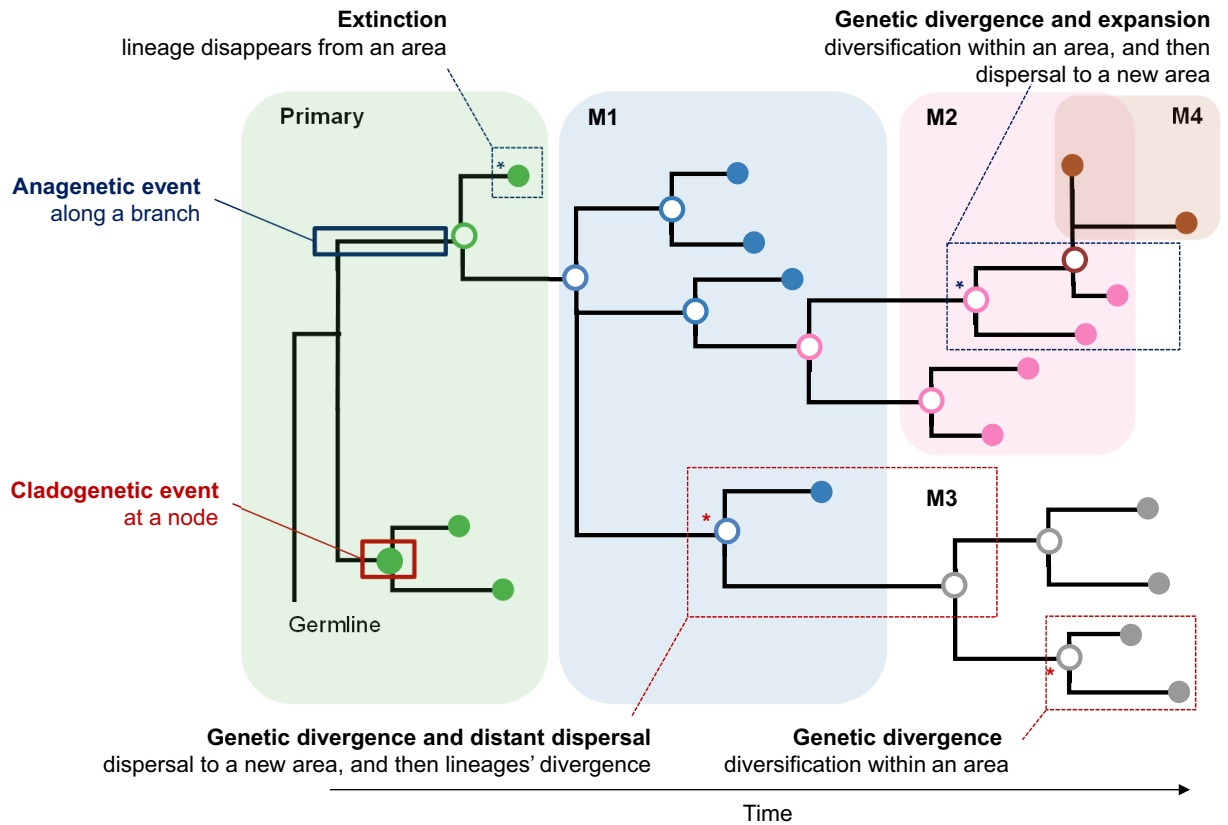 Extinction
lineage disappears from an area
Genetic divergence and expansion
diversification within an area, and then
dispersal to a new area
Primary
M1
M2
M4
*
Anagenetic event
along a branch
*
Cladogenetic event
at a node
*
M3
Germline
*
Genetic divergence and distant dispersal
dispersal to a new area, and then lineages’ divergence
Genetic divergence
diversification within an area
Time